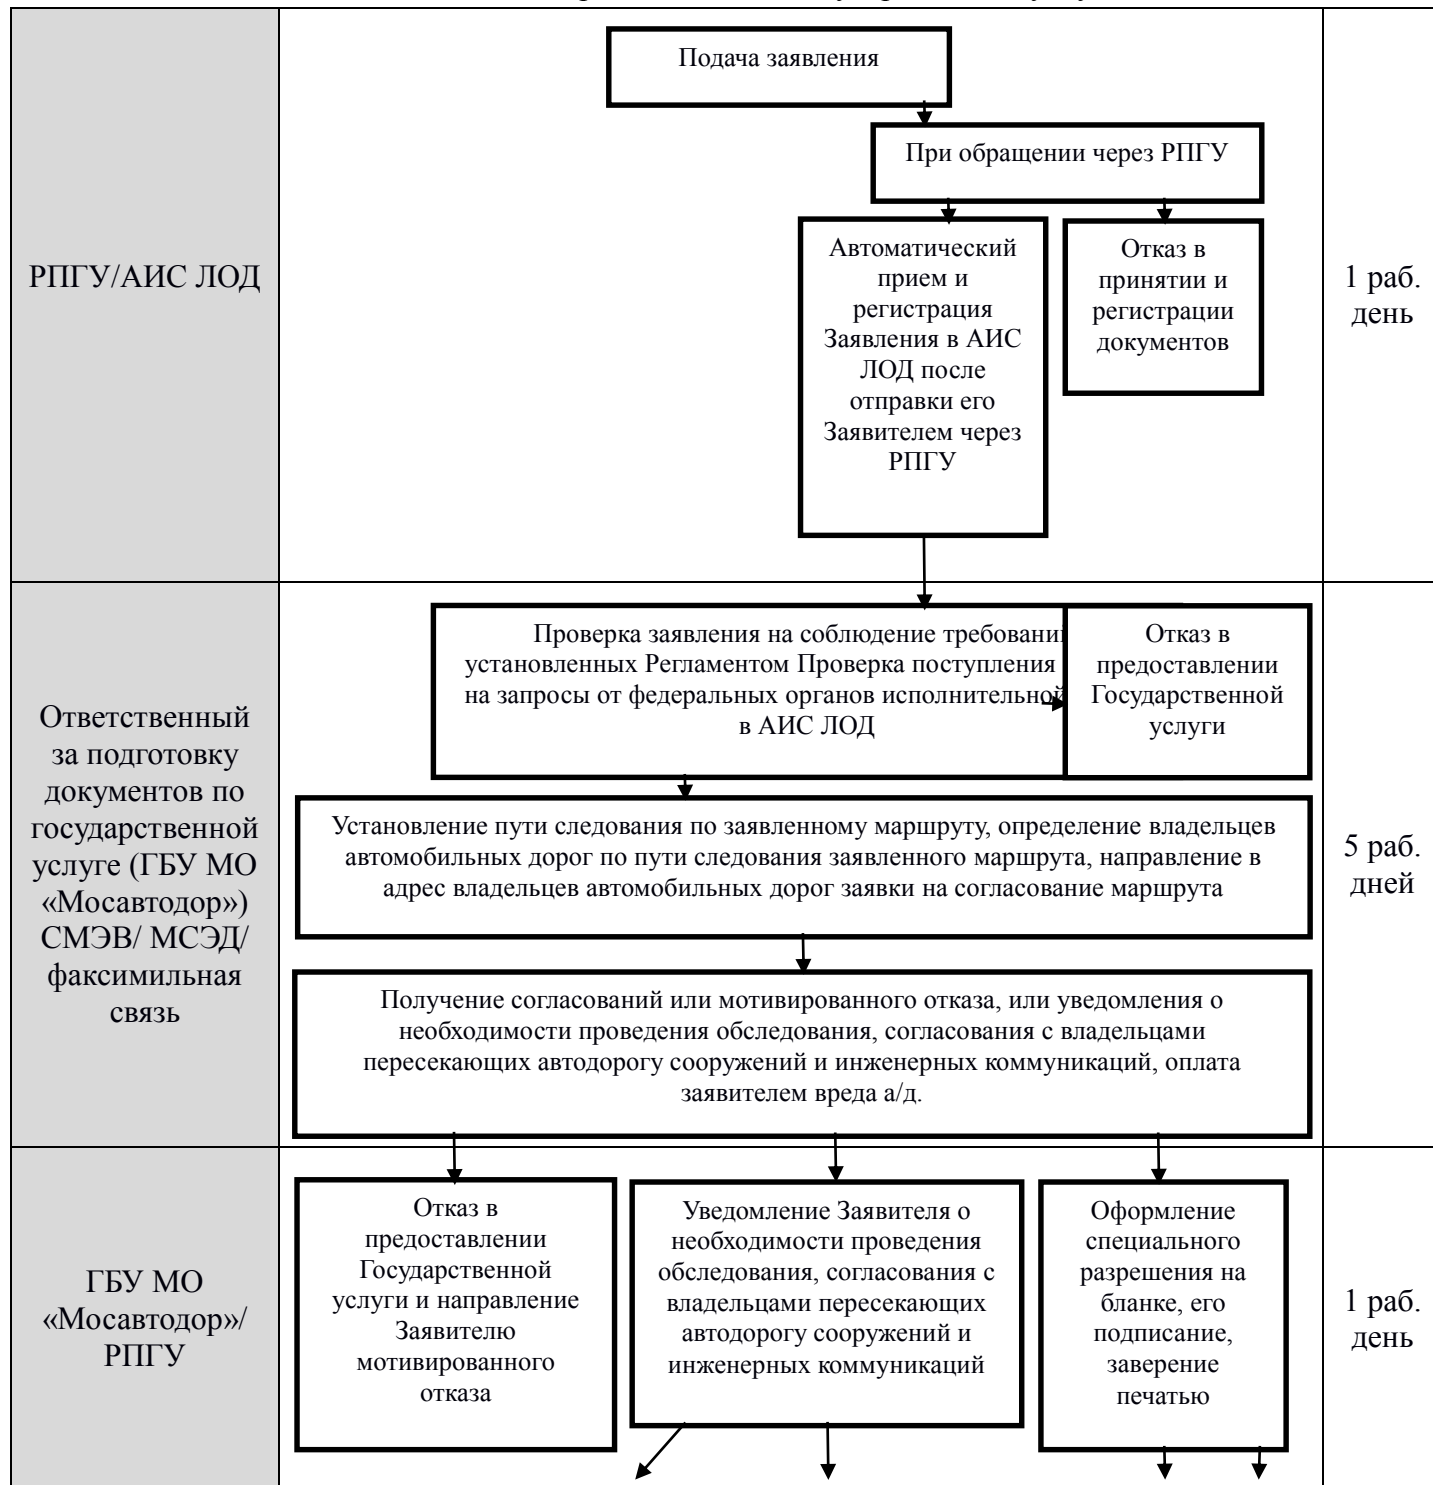 Подача заявления
При обращении через РПГУ
РПГУ/АИС ЛОД
Автоматический
прием и
регистрация
Заявления в АИС
ЛОД после
отправки его
Заявителем через
РПГУ
Отказ в
принятии и
регистрации
документов
1 раб.
день
Ответственный
за подготовку
документов по
государственной
услуге (ГБУ МО
«Мосавтодор»)
СМЭВ/ МСЭД/
факсимильная
связь
Проверка заявления на соблюдение требовани
установленных Регламентом Проверка поступления
на запросы от федеральных органов исполнительной
в АИС ЛОД
Отказ в
предоставлении
Государственной
услуги
Установление пути следования по заявленному маршруту, определение владельцев
автомобильных дорог по пути следования заявленного маршрута, направление в
адрес владельцев автомобильных дорог заявки на согласование маршрута
Получение согласований или мотивированного отказа, или уведомления о
необходимости проведения обследования, согласования с владельцами
пересекающих автодорогу сооружений и инженерных коммуникаций, оплата
заявителем вреда а/д.
5 раб.
дней
ГБУ МО
«Мосавтодор»/
РПГУ
Отказ в
предоставлении
Государственной
услуги и направление
Заявителю
мотивированного
отказа
Уведомление Заявителя о
необходимости проведения
обследования, согласования с
владельцами пересекающих
автодорогу сооружений и
инженерных коммуникаций
Оформление
специального
разрешения на
бланке, его
подписание,
заверение
печатью
1 раб.
день